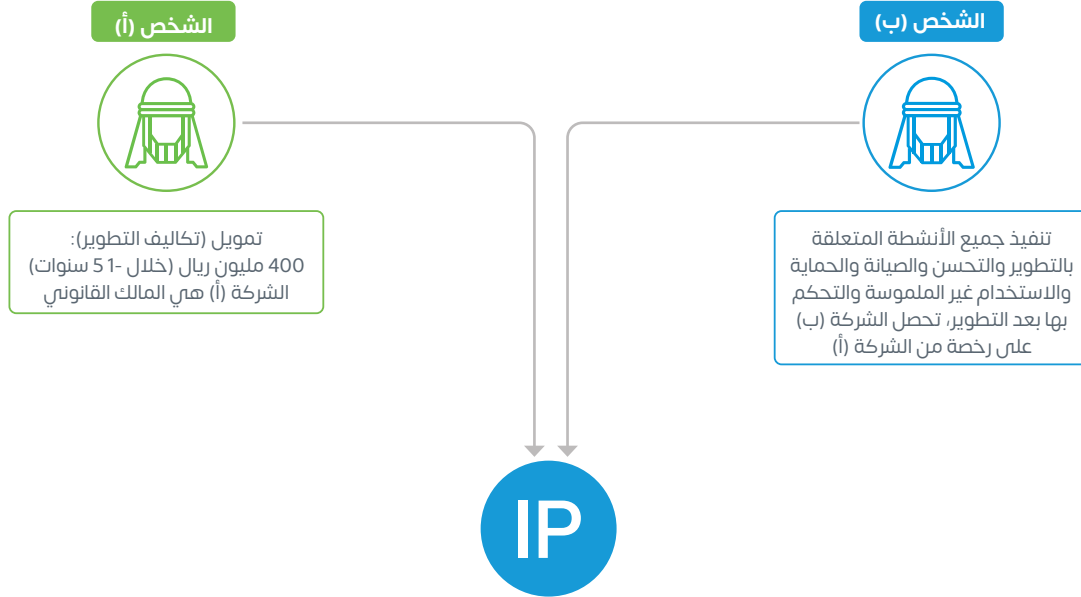 الشخص (ب)
تنفيذ جميع الأنشطة المتعلقة
بالتطوير والتحسن والصيانة والحماية
والاستخدام غير الملموسة والتحكم
بها بعد التطوير، تحصل الشركة (ب)
على رخصة من الشركة (أ)
الشخص (أ)
تمويل (تكاليف التطوير):
400 مليون ريال (خلال -1 5 سنوات)
الشركة (أ) هي المالك القانوني
IP